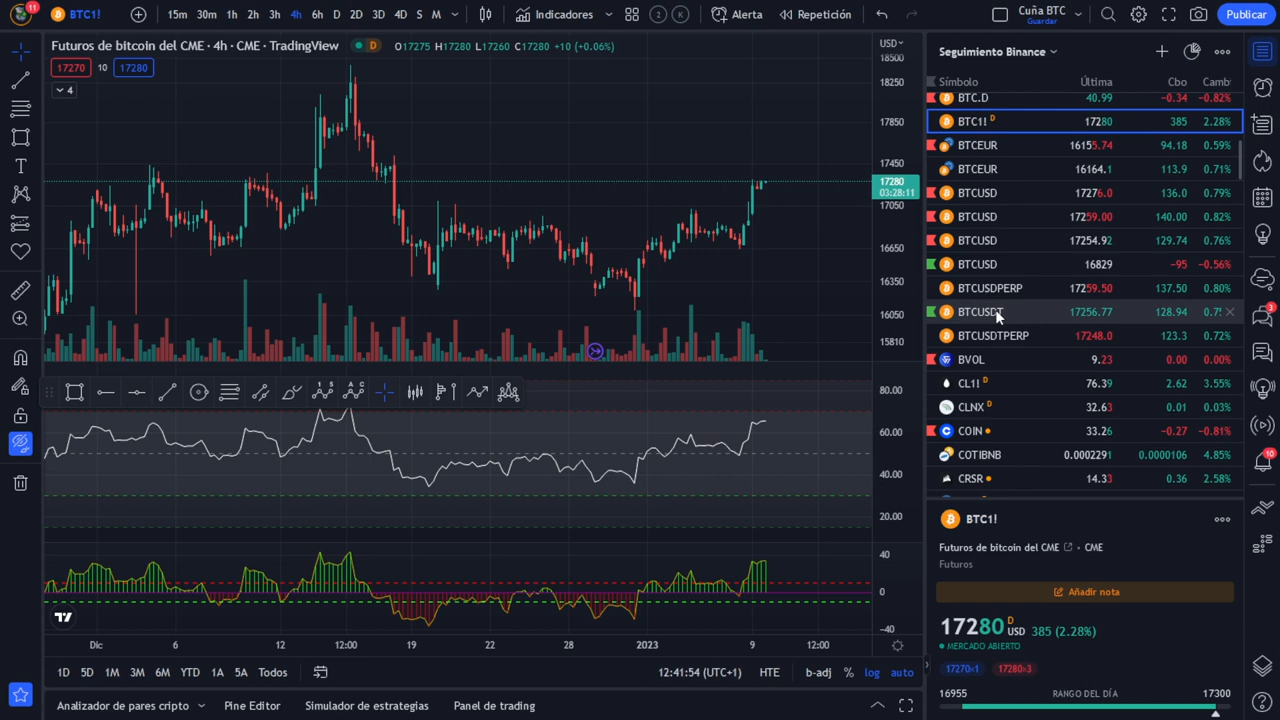 11 BTC1! 15m 30m 1h 2h 3h 4h 6h D 2D 3D 4D S M Indicadores 2 K Alerta Repetición Cuña BTC Guardar Publicar
Futuros de bitcoin del CME · 4h · CME · TradingView D O17275 H17280 L17260 C17280 +10 (+0.06%)
17270 10 17280
4
USD
18500
18250
17850
17450
17280
03:28:11
17050
16650
16350
16050
15810
80.00
60.00
40.00
20.00
40
0
−40
Dic 6 12 12:00 19 22 28 2023 9 12:00
1D 5D 1M 3M 6M YTD 1A 5A Todos 12:41:54 (UTC+1) HTE b-adj % log auto
Analizador de pares cripto Pine Editor Simulador de estrategias Panel de trading
Seguimiento Binance
Símbolo Última Cbo Camb
BTC.D 40.99 −0.34 −0.82%
BTC1! D 17280 385 2.28%
BTCEUR 16155.74 94.18 0.59%
BTCEUR 16164.1 113.9 0.71%
BTCUSD 17276.0 136.0 0.79%
BTCUSD 17259.00 140.00 0.82%
BTCUSD 17254.92 129.74 0.76%
BTCUSD 16829 −95 −0.56%
BTCUSDPERP 17259.50 137.50 0.80%
BTCUSDT 17256.77 128.94
BTCUSDTPERP 17248.0 123.3 0.72%
BVOL 9.23 0.00 0.00%
CL1! D 76.39 2.62 3.55%
CLNX D 32.63 0.01 0.03%
COIN 33.26 −0.27 −0.81%
COTIBNB 0.0002291 0.0000106 4.85%
CRSR 14.33 0.36 2.58%
BTC1!
Futuros de bitcoin del CME · CME
Futuros
Añadir nota
17280 D USD 385 (2.28%)
MERCADO ABIERTO
17270×1 17280×3
16955 RANGO DEL DÍA 17300
3
10